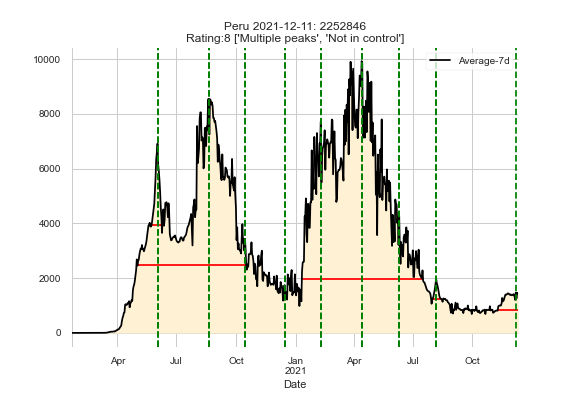 Peru 2021-12-11: 2252846
Rating:8 ['Multiple peaks', 'Not in control']
Average-7d
10000
8000
6000
4000
2000
0
Apr
Jul
Oct
Jan
2021
Apr
Jul
Oct
Date